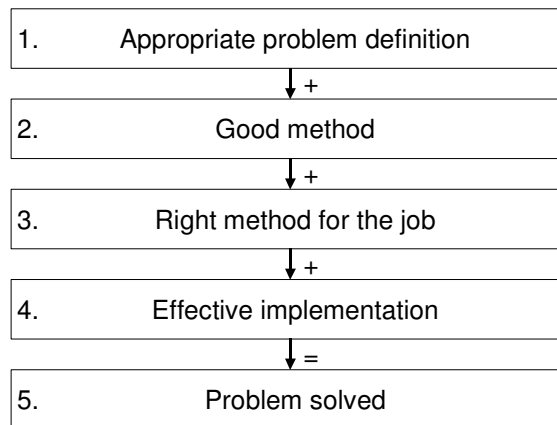 1. Appropriate problem definition
+
2. Good method
+
3. Right method for the job
+
4. Effective implementation
=
5. Problem solved